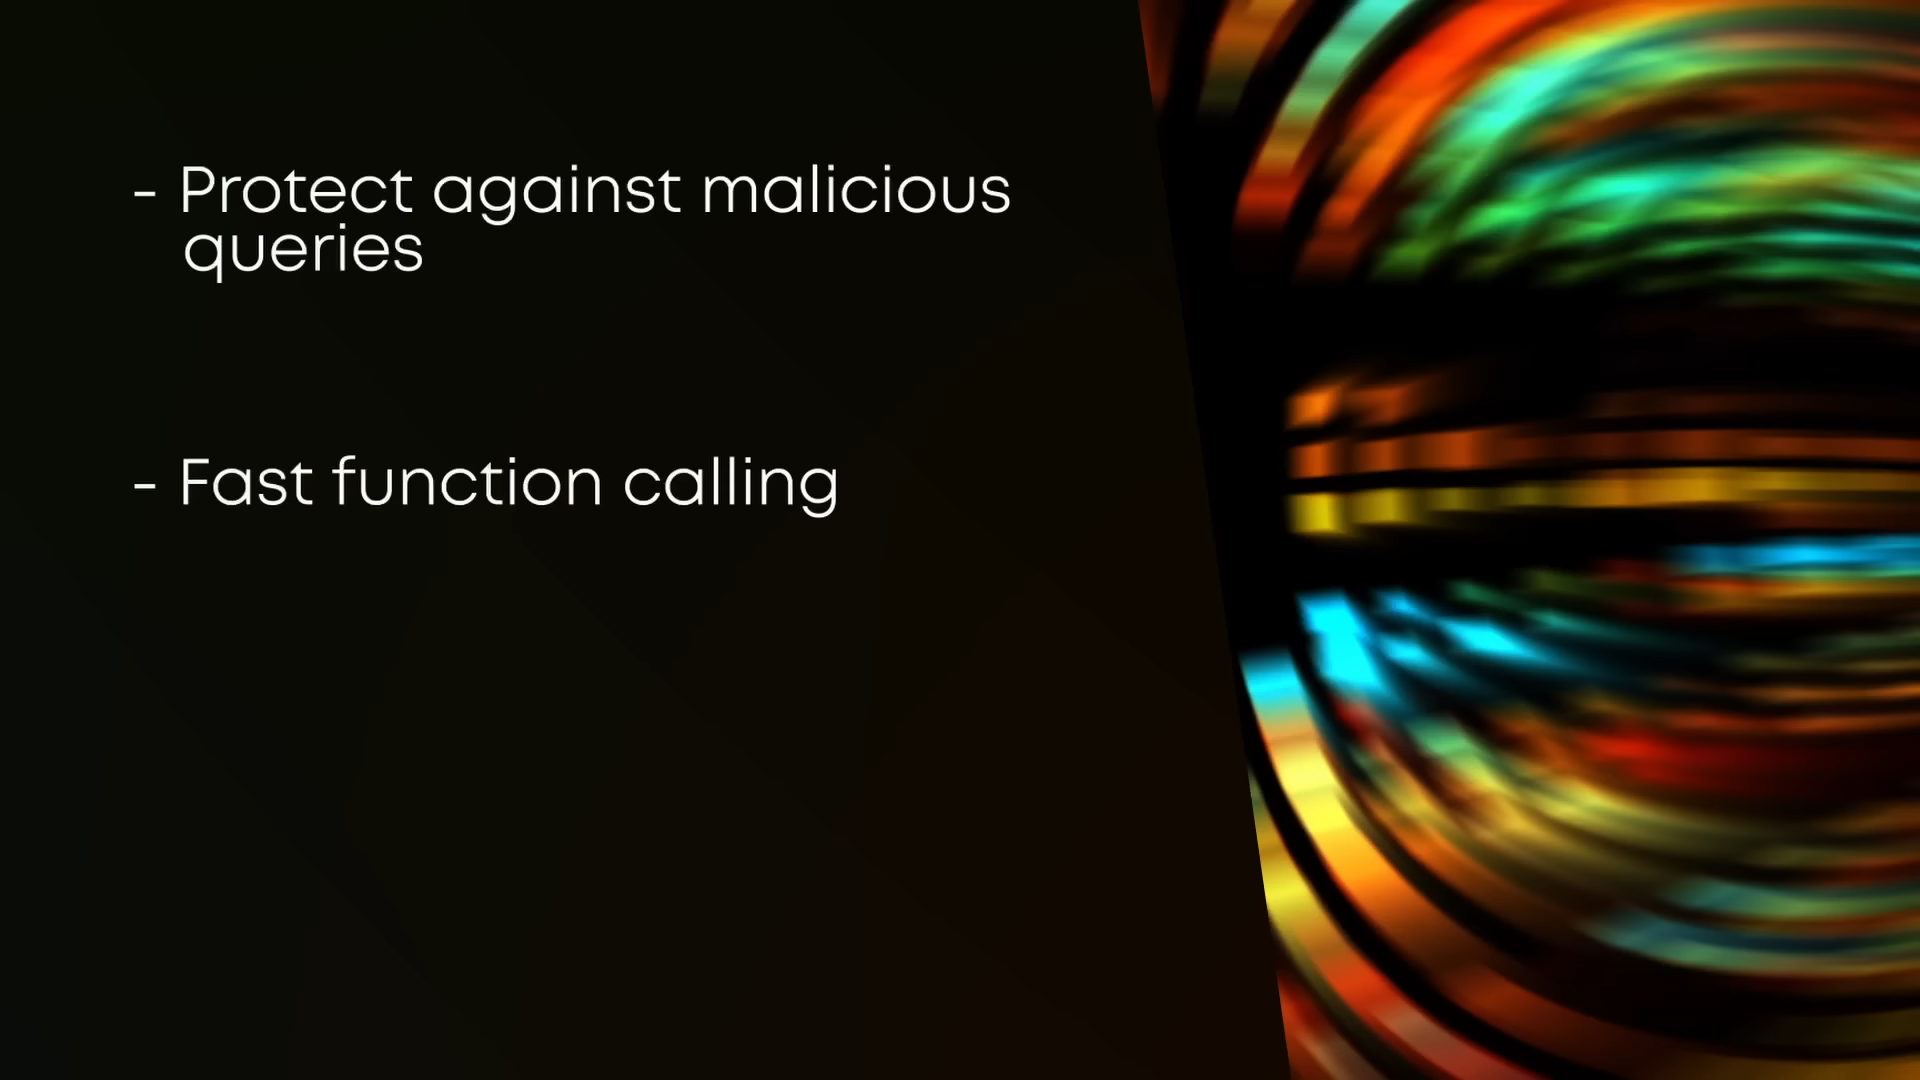 - Protect against malicious
queries
- Fast function calling